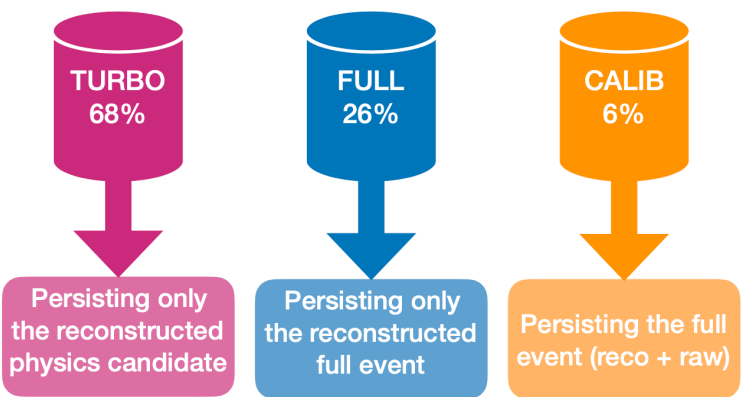 TURBO
68%
FULL
26%
CALIB
6%
Persisting only
the reconstructed
physics candidate
Persisting only
the reconstructed
full event
Persisting the full
event (reco + raw)